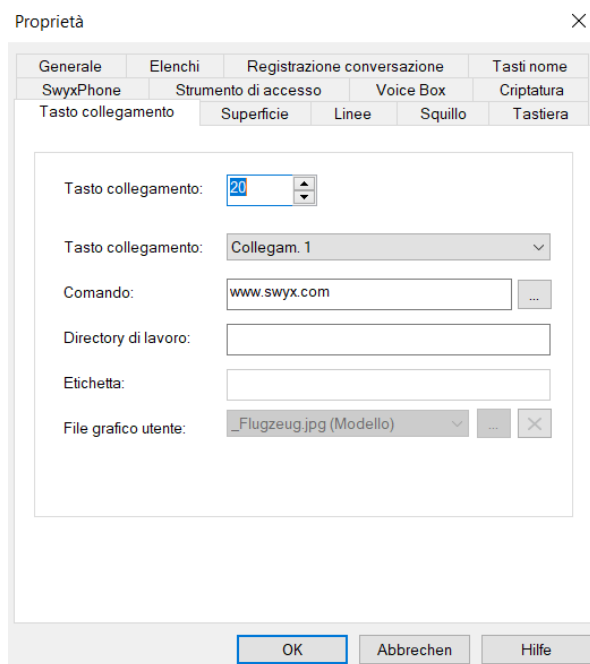 Proprietà
Generale Elenchi Registrazione conversazione Tasti nome
SwyxPhone Strumento di accesso Voice Box Criptatura
Tasto collegamento Superficie Linee Squillo Tastiera
Tasto collegamento: 20
Tasto collegamento: Collegam. 1
Comando: www.swyx.com ...
Directory di lavoro:
Etichetta:
File grafico utente: _Flugzeug.jpg (Modello) ...
OK Abbrechen Hilfe